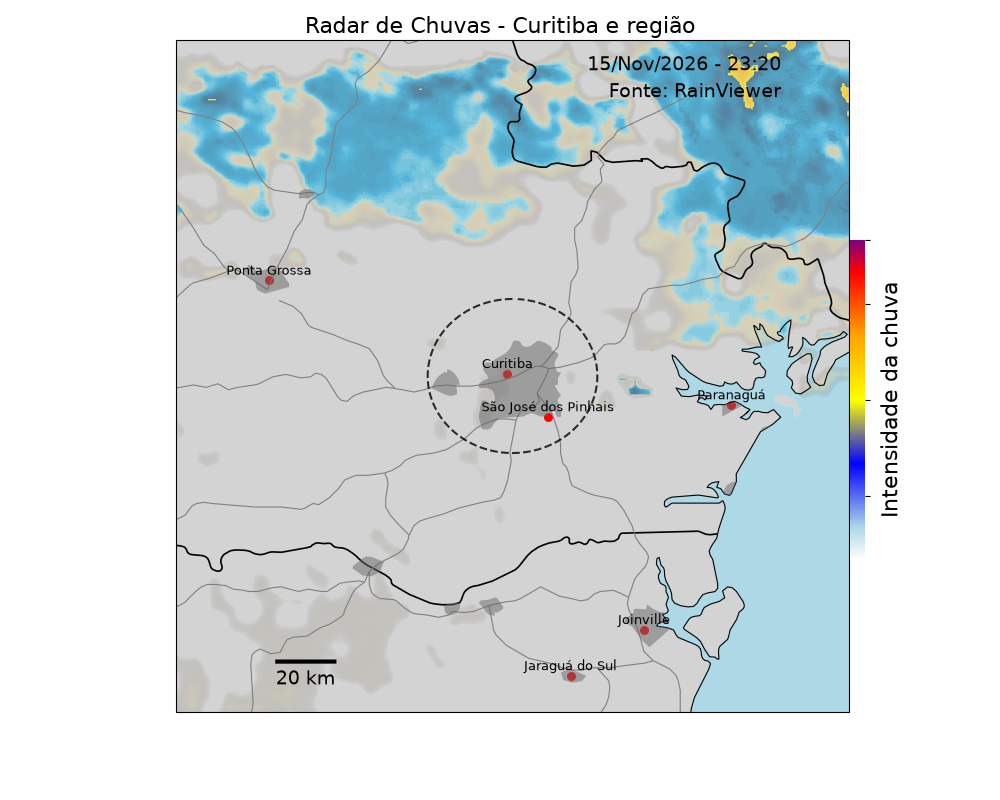 Radar de Chuvas - Curitiba e região
15/Nov/2026 - 23:20
Fonte: RainViewer
Ponta Grossa
Curitiba
São José dos Pinhais
Paranaguá
Intensidade da chuva
Joinville
Jaraguá do Sul
20 km